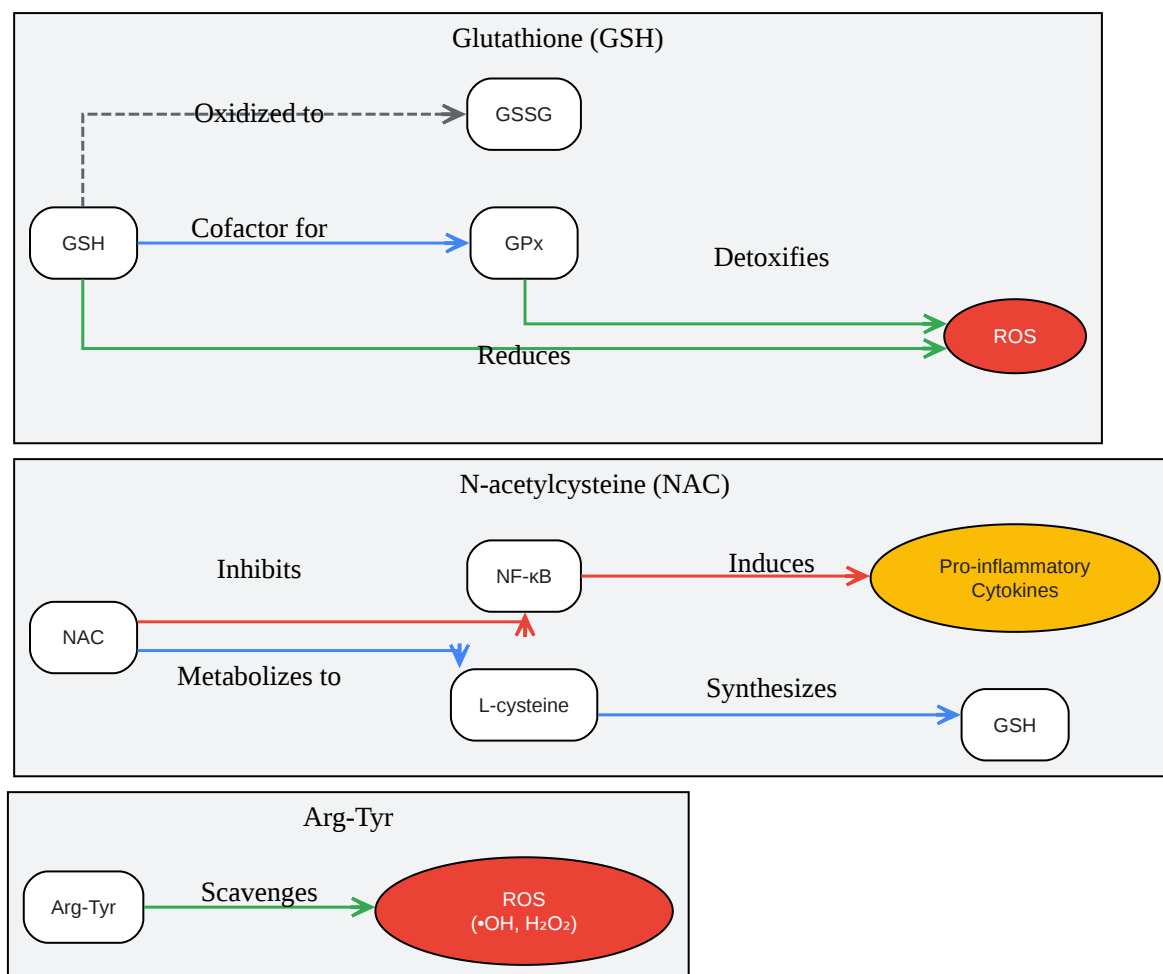 Glutathione (GSH)
Oxidized to
GSSG
GSH
Cofactor for
GPx
Detoxifies
ROS
Reduces
N-acetylcysteine (NAC)
Inhibits
NF-κB
Induces
Pro-inflammatory
Cytokines
NAC
Metabolizes to
L-cysteine
Synthesizes
GSH
Arg-Tyr
Arg-Tyr
Scavenges
ROS
(•OH, H₂O₂)